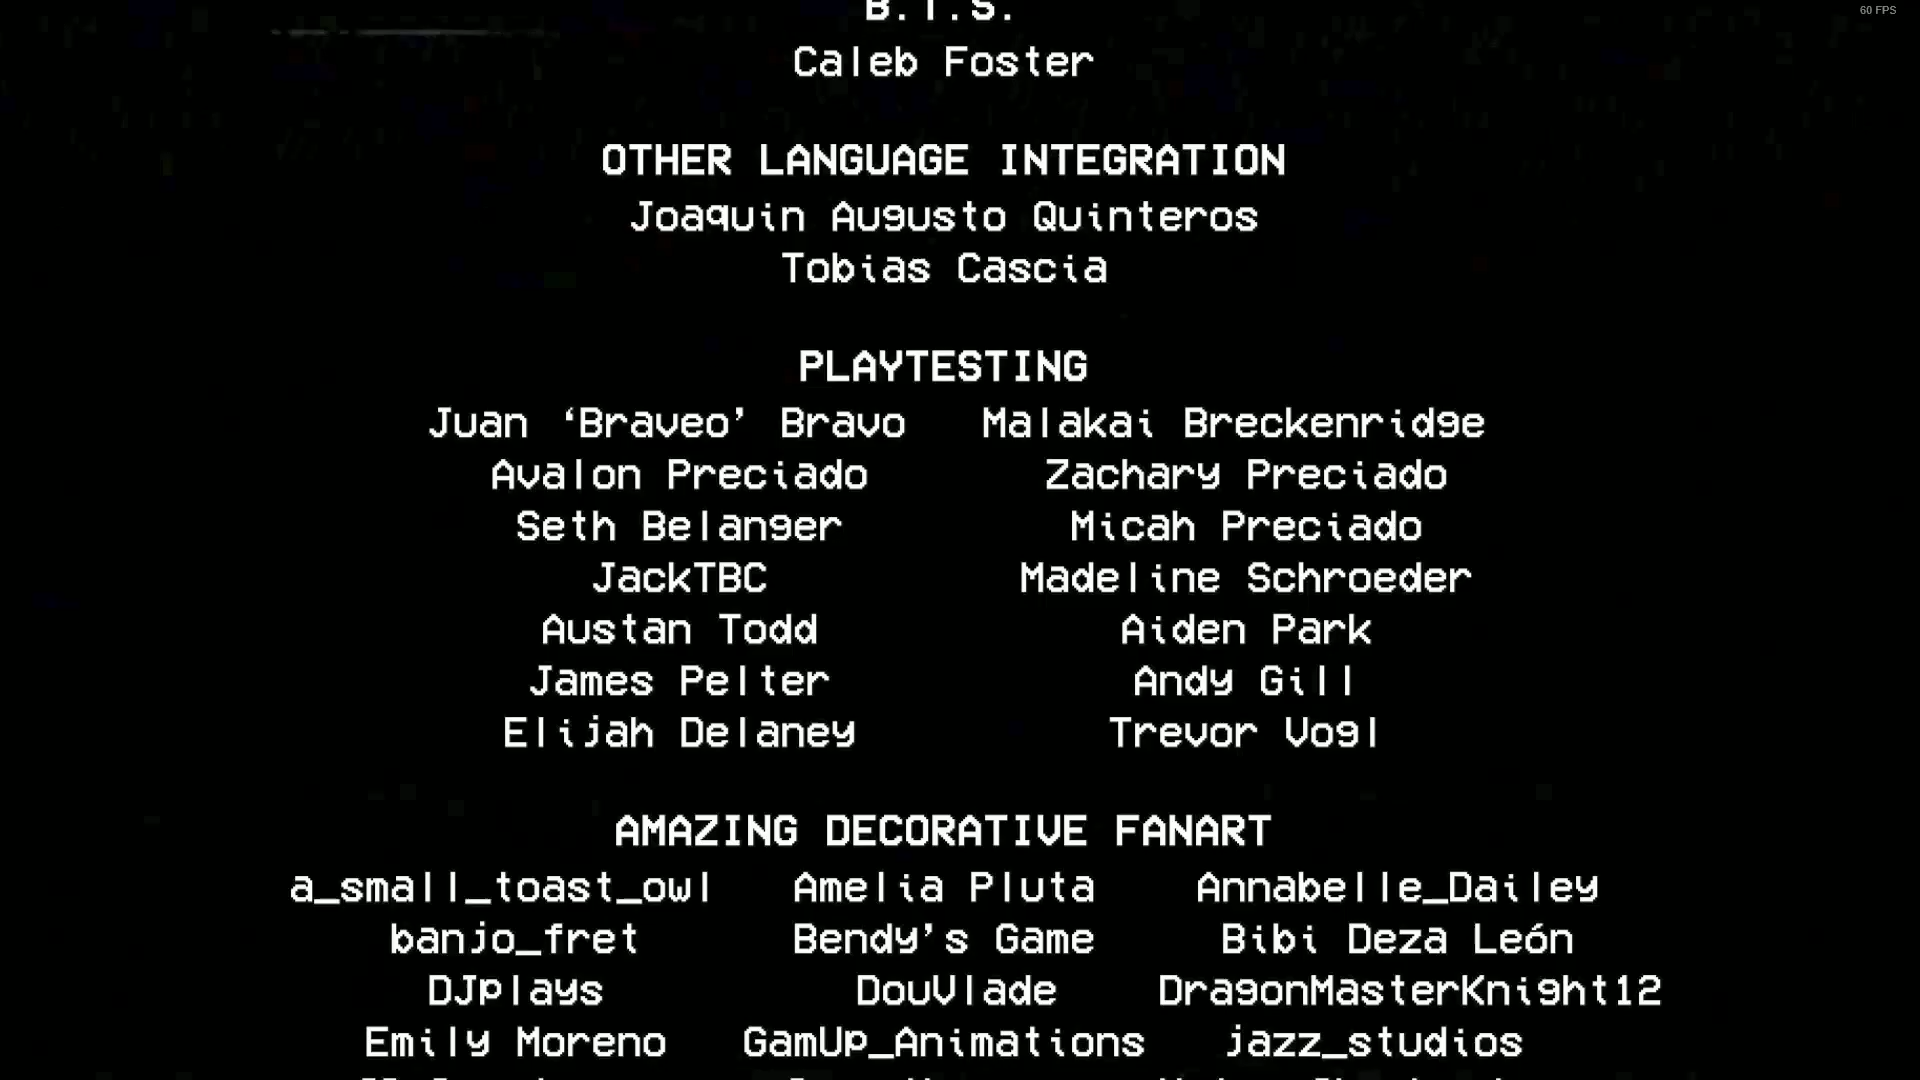 60 FPS
B.T.S.
Caleb Foster
OTHER LANGUAGE INTEGRATION
Joaquin Augusto Quinteros
Tobias Cascia
PLAYTESTING
Juan ‘Braveo’ Bravo Malakai Breckenridge
Avalon Preciado Zachary Preciado
Seth Belanger Micah Preciado
JackTBC Madeline Schroeder
Austan Todd Aiden Park
James Pelter Andy Gill
Elijah Delaney Trevor Vogl
AMAZING DECORATIVE FANART
a_small_toast_owl Amelia Pluta Annabelle_Dailey
banjo_fret Bendy’s Game Bibi Deza León
DJplays DouVlade DragonMasterKnight12
Emily Moreno GamUp_Animations jazz_studios